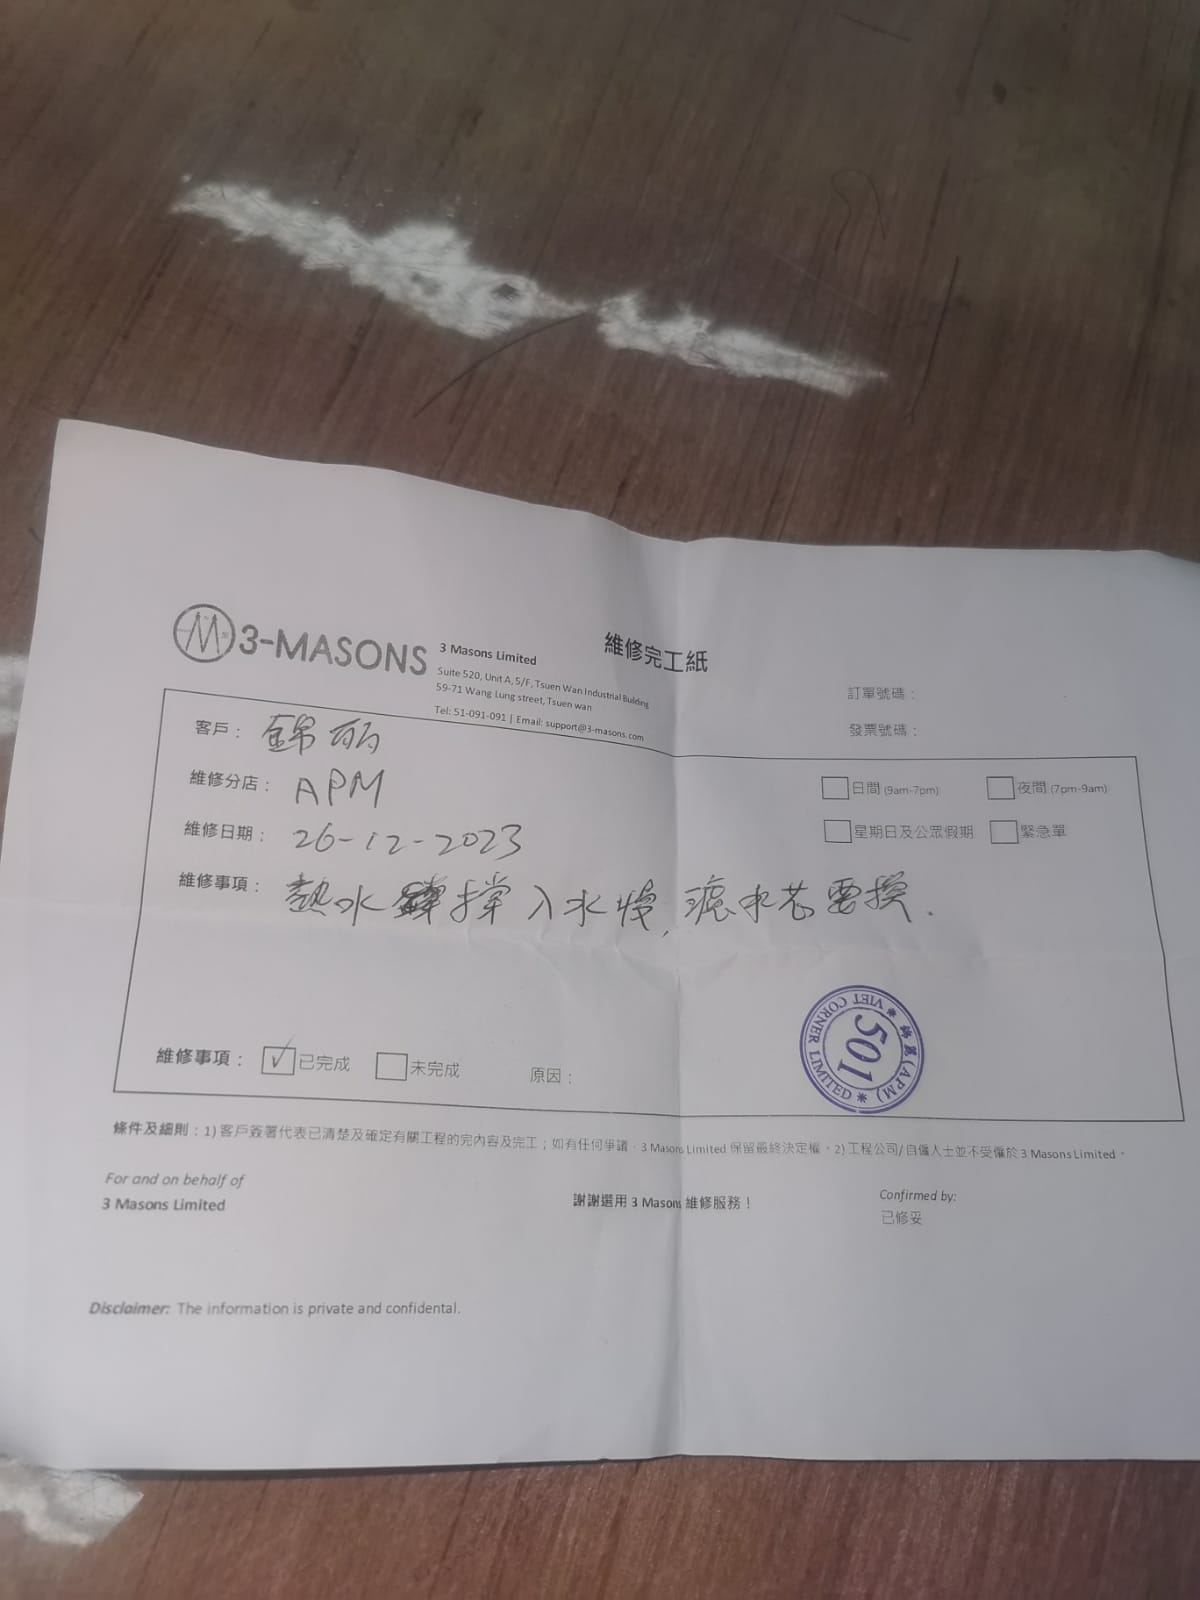 3-MASONS
3 Masons Limited
Suite 520, Unit A, 5/F, Tsuen Wan Industrial Building
59-71 Wang Lung street, Tsuen wan
Tel: 51-091-091 | Email: support@3-masons.com
維修完工紙
訂單號碼：
發票號碼：
客戶： 錦丽
維修分店： APM
維修日期： 26-12-2023
維修事項： 熱水 入水慢, 濾水芯要換.
日間 (9am-7pm)
夜間 (7pm-9am)
星期日及公眾假期
緊急單
維修事項： ✓ 已完成 未完成 原因：
錦麗(APM)
VIET CORNER LIMITED
501
條件及細則：1) 客戶簽署代表已清楚及確定有關工程的完內容及完工；如有任何爭議，3 Masons Limited 保留最終決定權。2) 工程公司/自僱人士並不受僱於 3 Masons Limited。
For and on behalf of
3 Masons Limited
謝謝選用 3 Masons 維修服務！
Confirmed by:
已修妥
Disclaimer: The information is private and confidental.